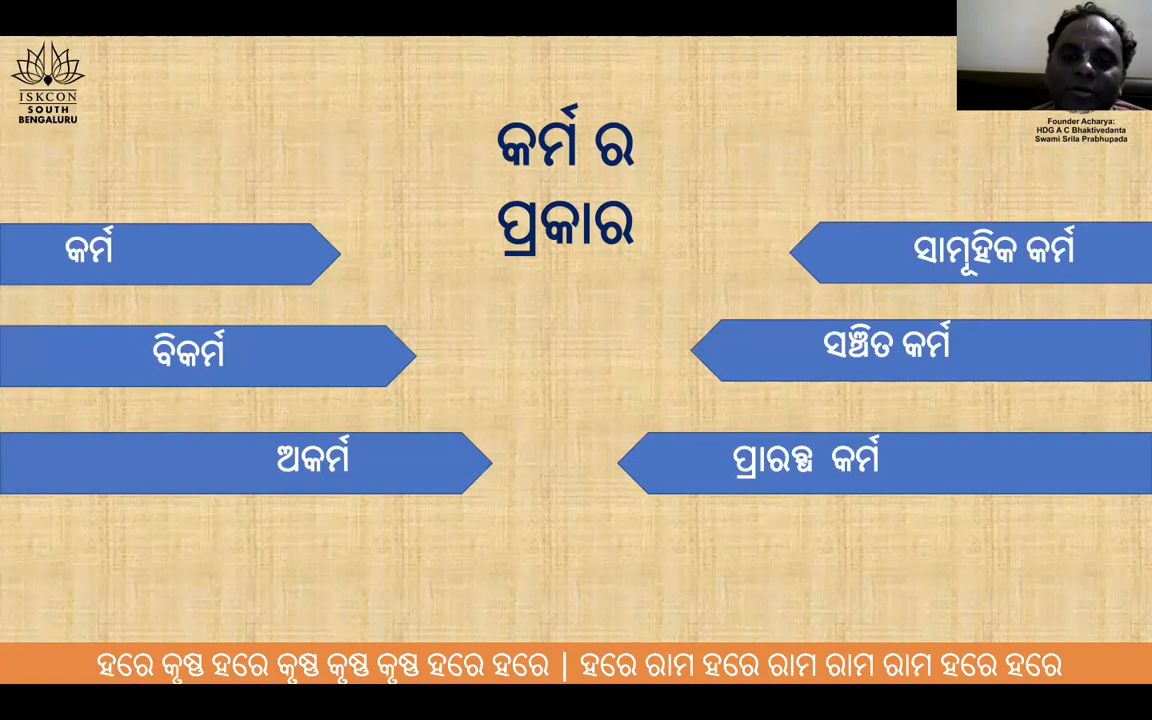 ISKCON
SOUTH
BENGALURU
Founder Acharya:
HDG A C Bhaktivedanta
Swami Srila Prabhupada
କର୍ମ ର
ପ୍ରକାର
କର୍ମ
ସାମୂହିକ କର୍ମ
ବିକର୍ମ
ସଞ୍ଚିତ କର୍ମ
ଅକର୍ମ
ପ୍ରାରବ୍ଧ କର୍ମ
ହରେ କୃଷ୍ଣ ହରେ କୃଷ୍ଣ କୃଷ୍ଣ କୃଷ୍ଣ ହରେ ହରେ | ହରେ ରାମ ହରେ ରାମ ରାମ ରାମ ହରେ ହରେ